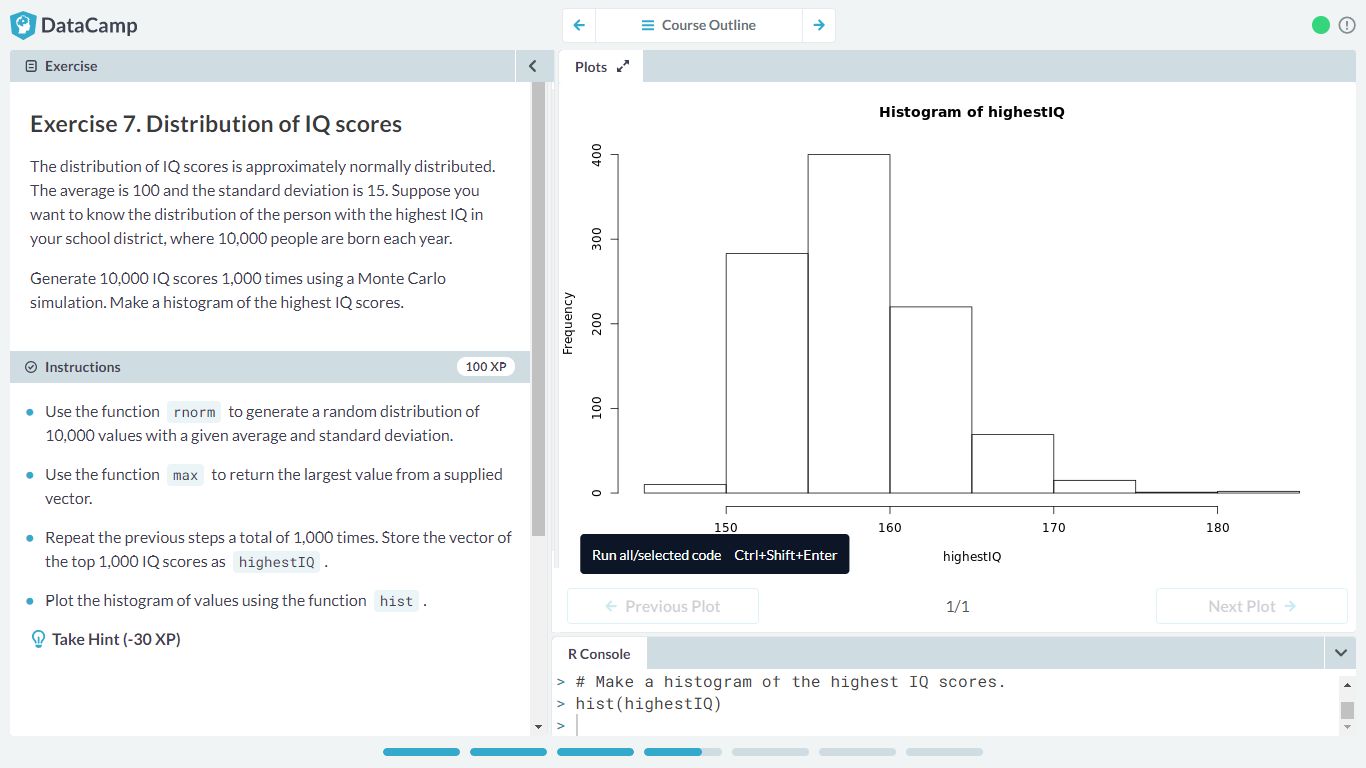 DataCamp
Course Outline
Exercise
Plots
Exercise 7. Distribution of IQ scores
The distribution of IQ scores is approximately normally distributed.
The average is 100 and the standard deviation is 15. Suppose you
want to know the distribution of the person with the highest IQ in
your school district, where 10,000 people are born each year.
Generate 10,000 IQ scores 1,000 times using a Monte Carlo
simulation. Make a histogram of the highest IQ scores.
Instructions
100 XP
Use the function rnorm to generate a random distribution of
10,000 values with a given average and standard deviation.
Use the function max to return the largest value from a supplied
vector.
Repeat the previous steps a total of 1,000 times. Store the vector of
the top 1,000 IQ scores as highestIQ .
Plot the histogram of values using the function hist .
Take Hint (-30 XP)
Histogram of highestIQ
Frequency
400
300
200
100
0
150 160 170 180
highestIQ
Run all/selected code Ctrl+Shift+Enter
Previous Plot
1/1
Next Plot
R Console
> # Make a histogram of the highest IQ scores.
> hist(highestIQ)
>